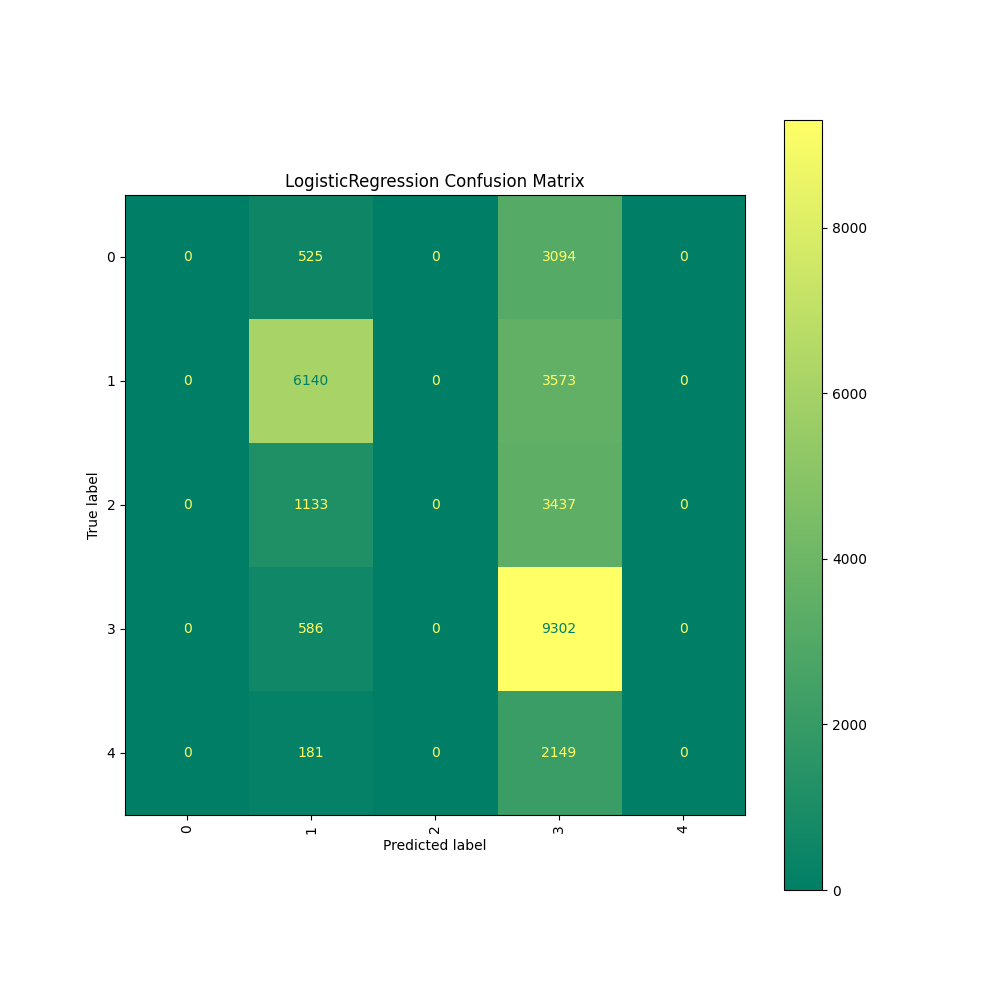 LogisticRegression Confusion Matrix
0 0 525 0 3094 0
1 0 6140 0 3573 0
2 0 1133 0 3437 0
3 0 586 0 9302 0
4 0 181 0 2149 0
0 1 2 3 4
True label
Predicted label
8000
6000
4000
2000
0